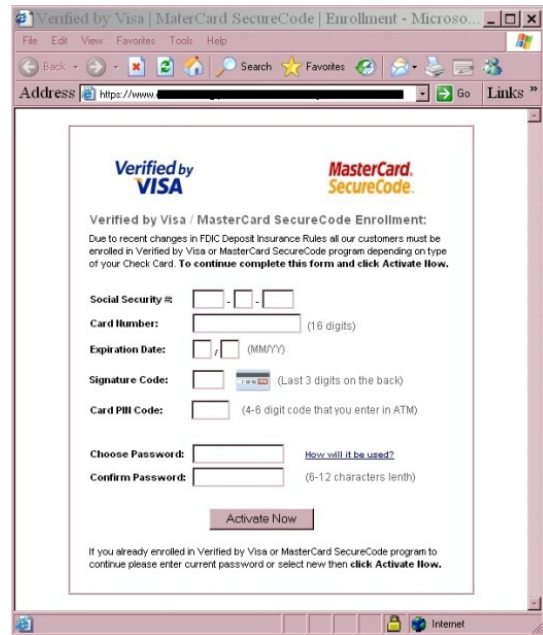 Verified by Visa | MaterCard SecureCode | Enrollment - Microso...
File Edit View Favorites Tools Help
Back Search Favorites
Address https://www. Go Links »
Verified by VISA
MasterCard. SecureCode.
Verified by Visa / MasterCard SecureCode Enrollment:
Due to recent changes in FDIC Deposit Insurance Rules all our customers must be
enrolled in Verified by Visa or MasterCard SecureCode program depending on type
of your Check Card. To continue complete this form and click Activate Now.
Social Security #: - -
Card Number: (16 digits)
Expiration Date: / (MM/YY)
Signature Code: (Last 3 digits on the back)
Card PIN Code: (4-6 digit code that you enter in ATM)
Choose Password: How will it be used?
Confirm Password: (6-12 characters lenth)
Activate Now
If you already enrolled in Verified by Visa or MasterCard SecureCode program to
continue please enter current password or select new then click Activate Now.
Internet